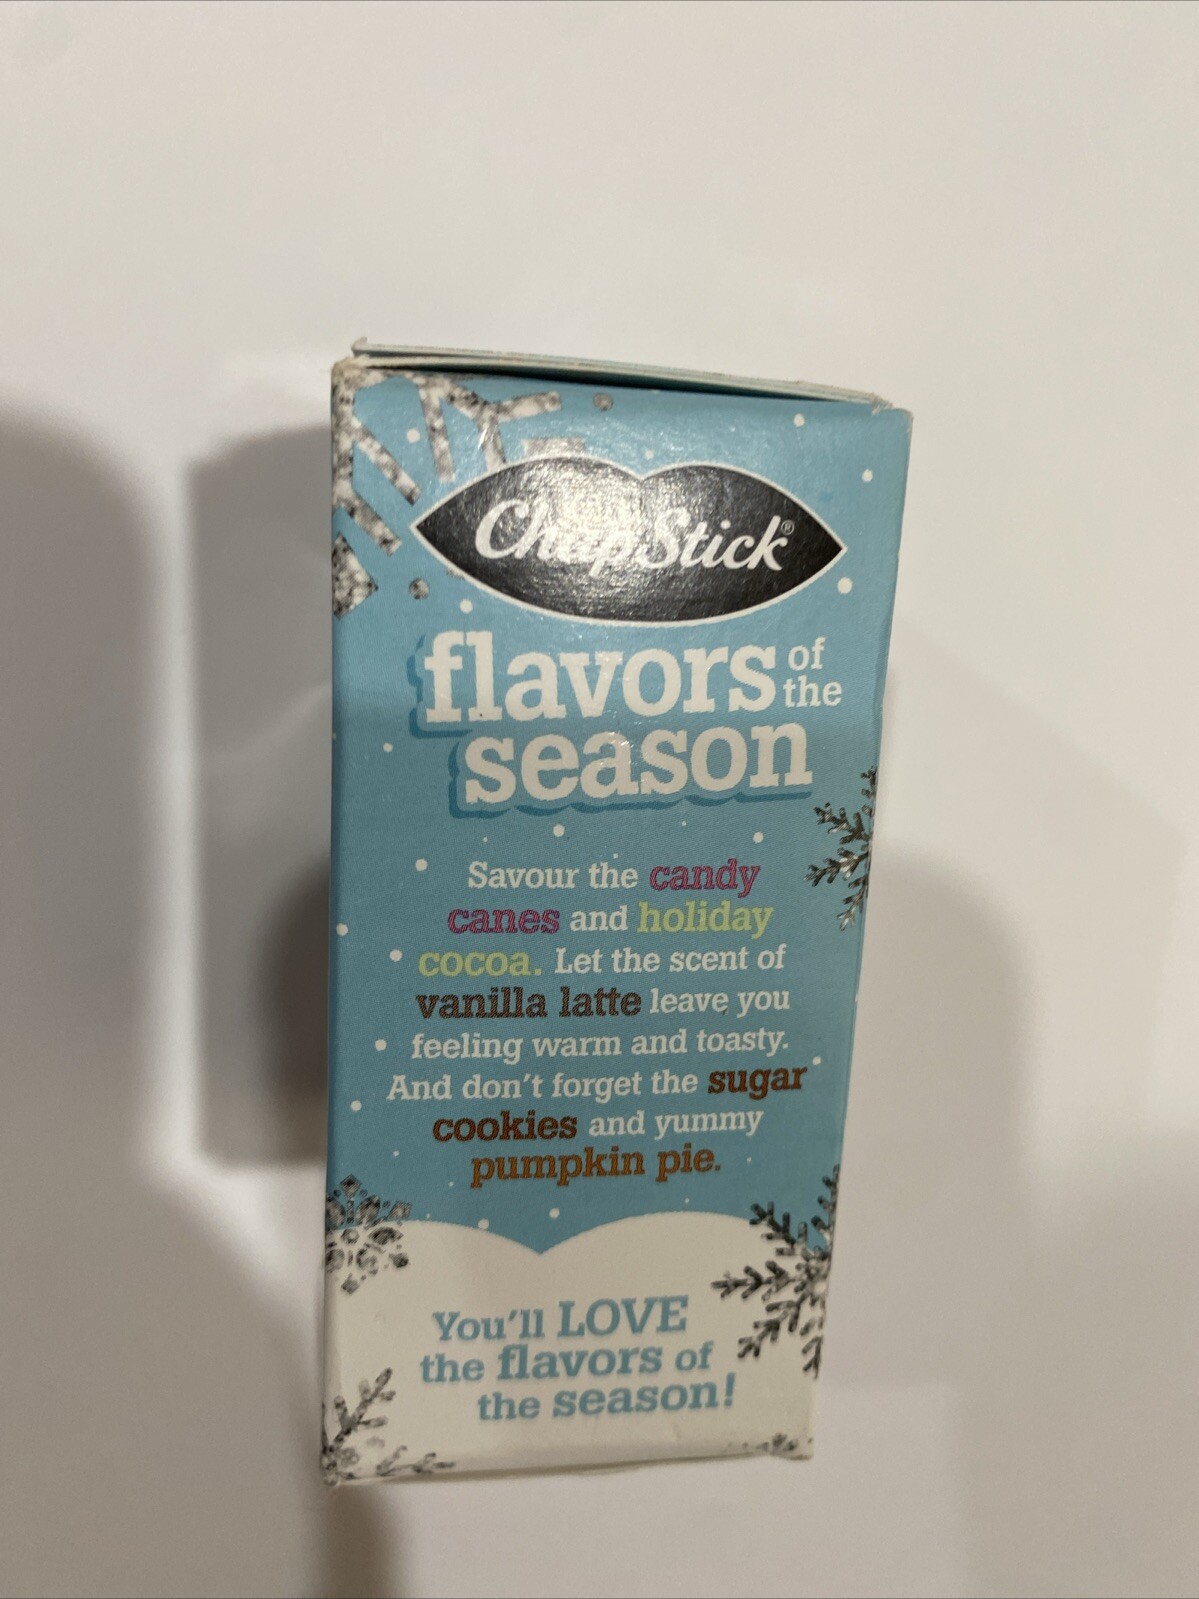 ChapStick®
flavors of the
season
Savour the candy
canes and holiday
cocoa. Let the scent of
vanilla latte leave you
feeling warm and toasty.
And don't forget the sugar
cookies and yummy
pumpkin pie.
You'll LOVE
the flavors of
the season!